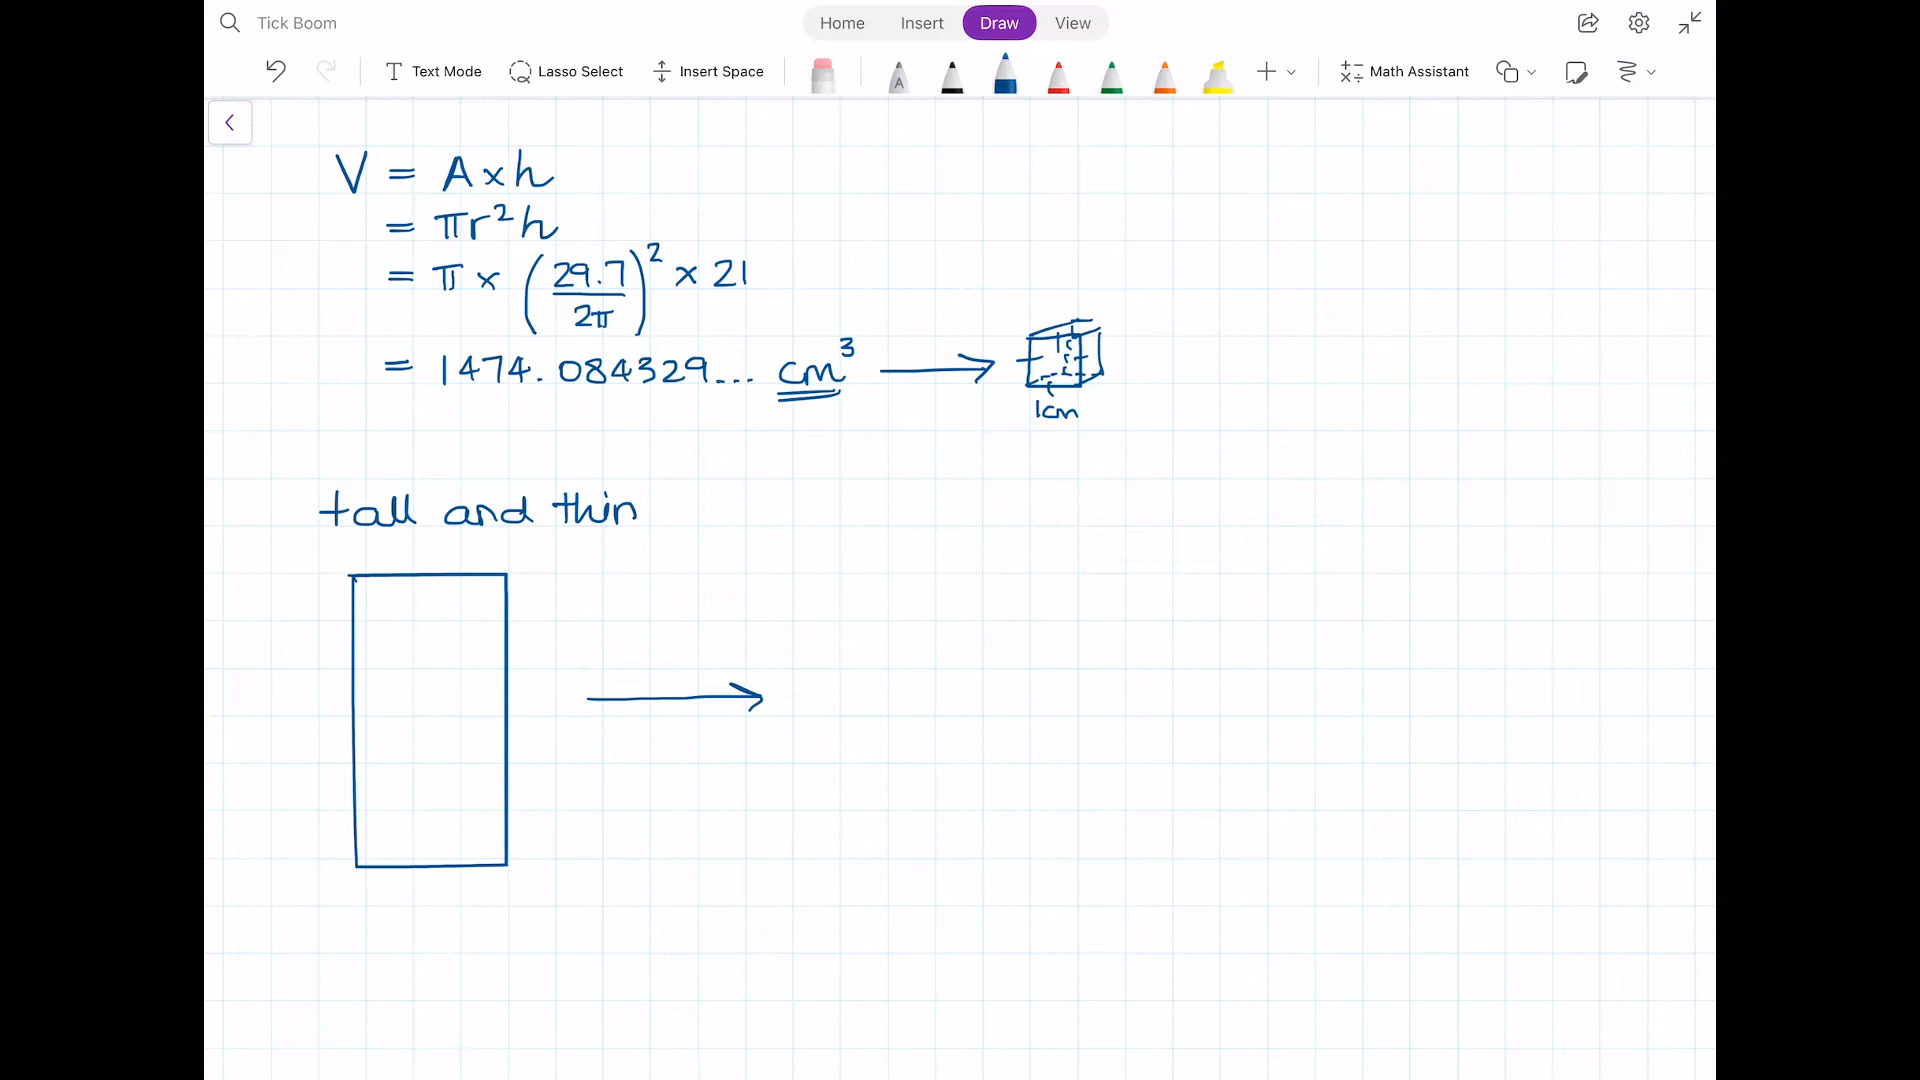 Tick Boom
Home Insert Draw View
Text Mode Lasso Select Insert Space A Math Assistant
V = A × h
= πr²h
= π × (29.7/2π)² × 21
= 1474.084329... cm³
1cm
tall and thin